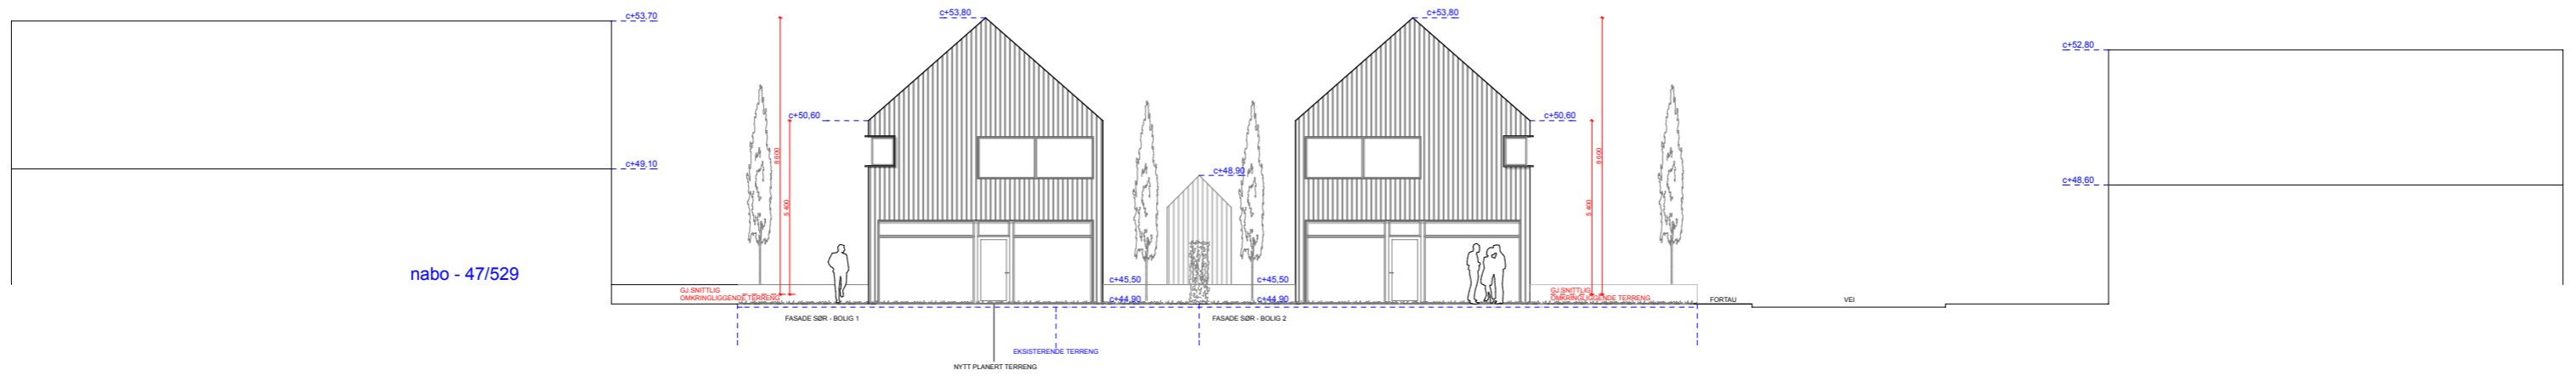 c+53,70
c+53,80
c+53,80
c+52,80
c+50,60
c+50,60
8 600
8 600
c+49,10
c+48,90
c+48,60
5 400
5 400
nabo - 47/529
c+45,50
c+45,50
GJ.SNITTLIG
OMKRINGLIGGENDE TERRENG
GJ.SNITTLIG
OMKRINGLIGGENDE TERRENG
c+44,90
c+44,90
FORTAU
VEI
FASADE SØR - BOLIG 1
FASADE SØR - BOLIG 2
EKSISTERENDE TERRENG
NYTT PLANERT TERRENG